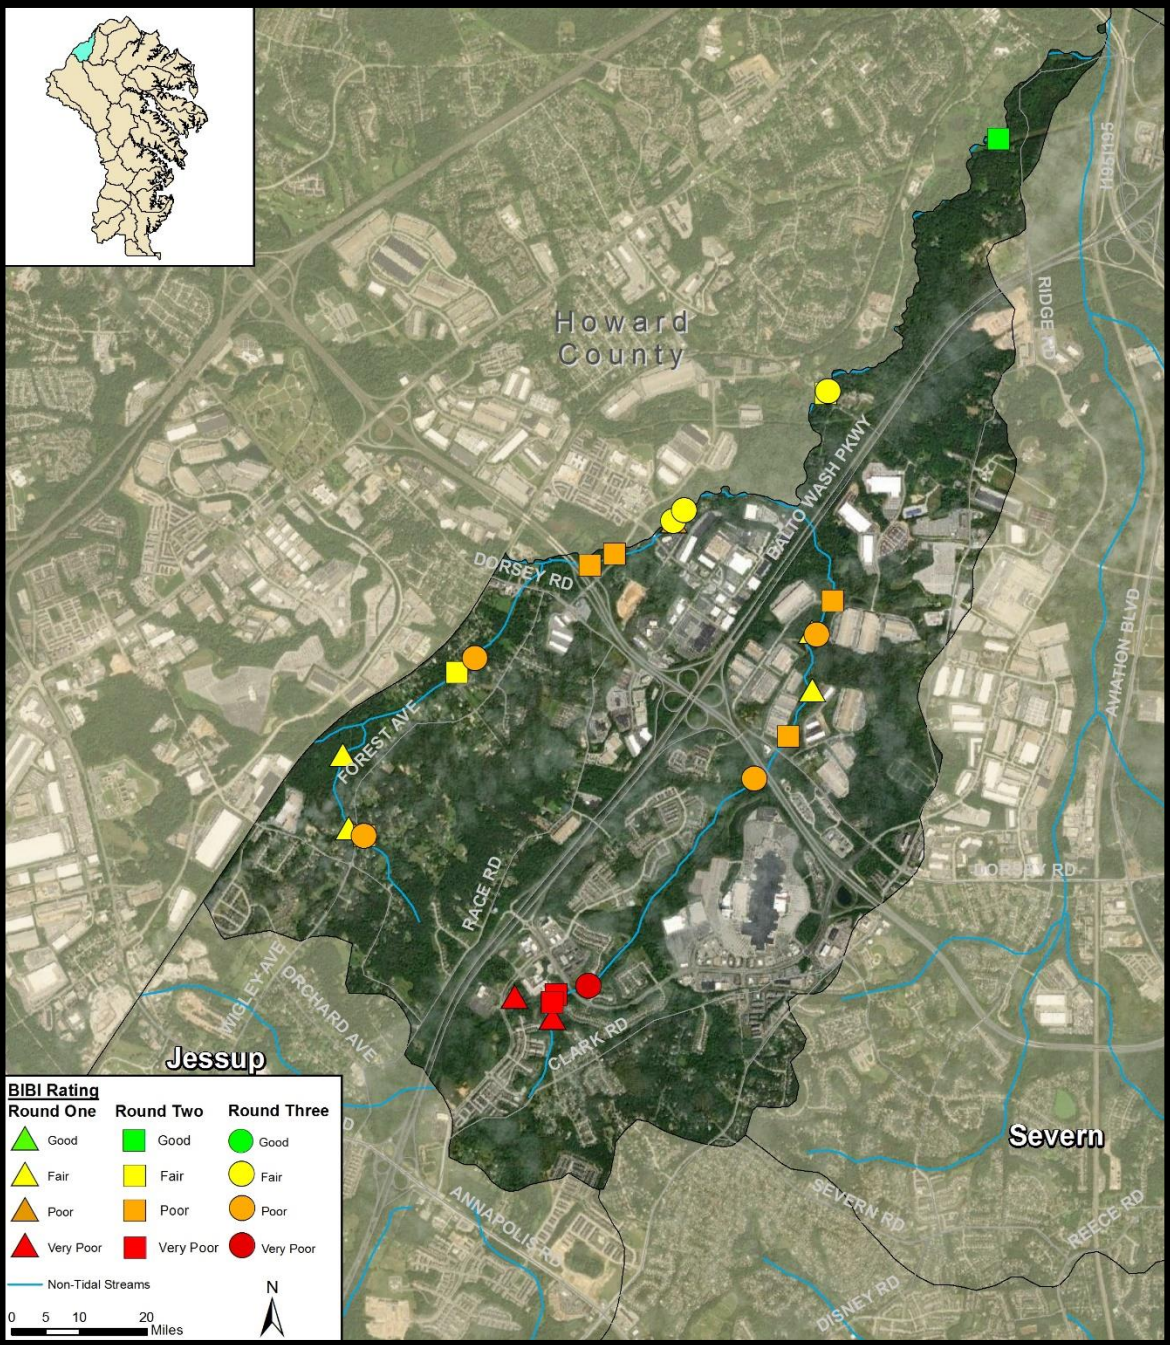 Howard
County
HI95I195
RIDGE RD
BALTO WASH PKWY
DORSEY RD
AVIATION BLVD
FOREST AVE
RACE RD
DORSEY RD
WIGLEY AVE
ORCHARD AVE
CLARK RD
Jessup
Severn
ANNAPOLIS RD
SEVERN RD
REECE RD
DISNEY RD
BIBI Rating
Round One Round Two Round Three
Good Good Good
Fair Fair Fair
Poor Poor Poor
Very Poor Very Poor Very Poor
Non-Tidal Streams
N
0 5 10 20
Miles